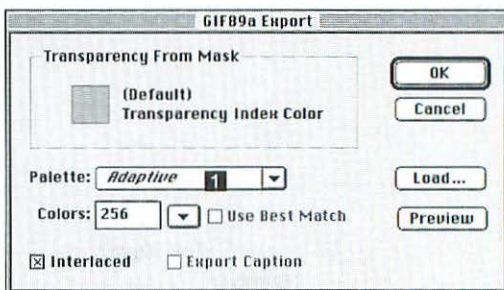 GIF89a Export
Transparency From Mask
(Default)
Transparency Index Color
OK
Cancel
Palette: Adaptive 1
Load...
Colors: 256 Use Best Match
Preview
Interlaced Export Caption